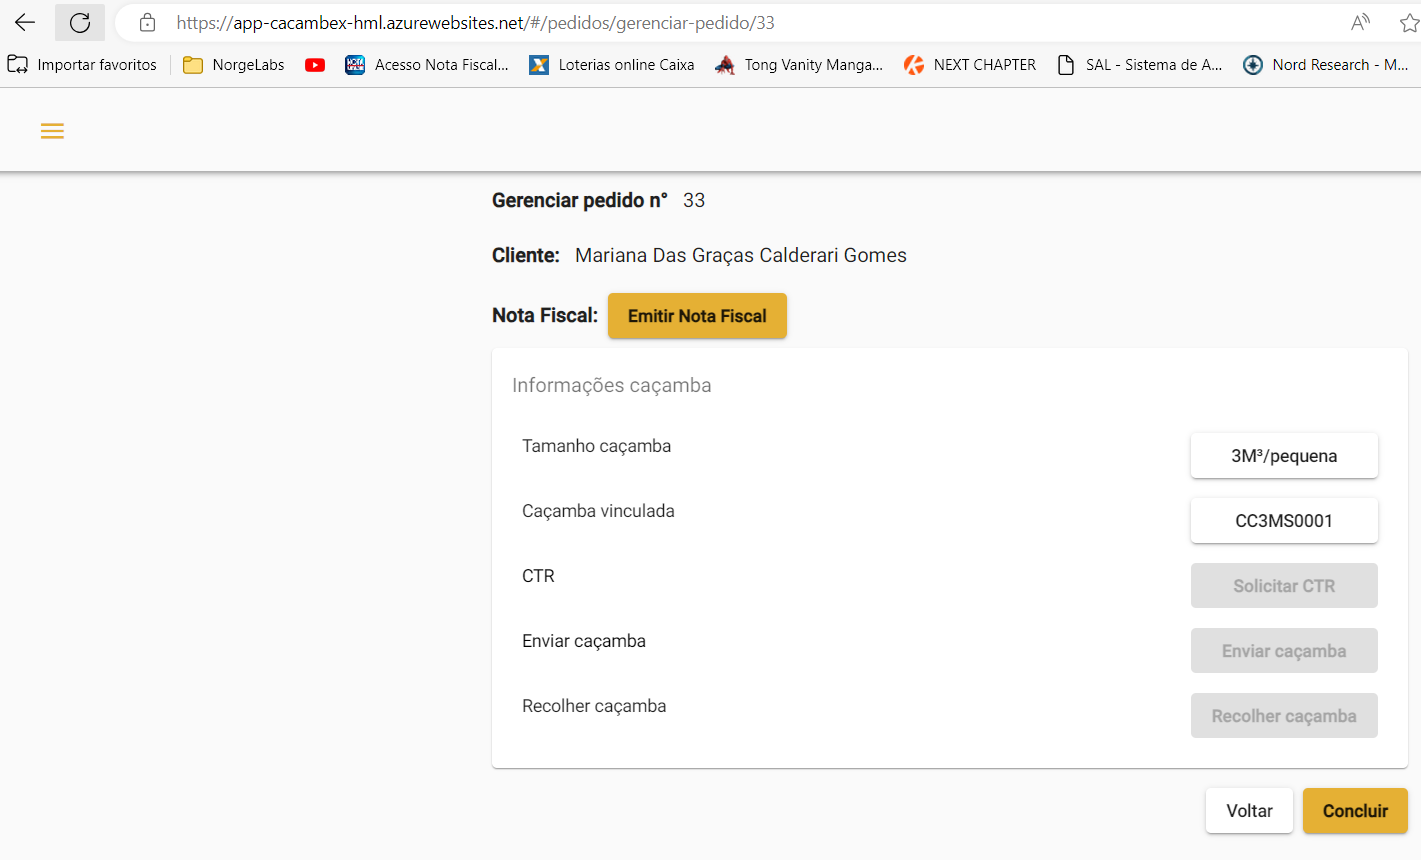 https://app-cacambex-hml.azurewebsites.net/#/pedidos/gerenciar-pedido/33
Importar favoritos NorgeLabs Acesso Nota Fiscal... Loterias online Caixa Tong Vanity Manga... NEXT CHAPTER SAL - Sistema de A... Nord Research - M...
Gerenciar pedido n° 33
Cliente: Mariana Das Graças Calderari Gomes
Nota Fiscal: Emitir Nota Fiscal
Informações caçamba
Tamanho caçamba 3M³/pequena
Caçamba vinculada CC3MS0001
CTR Solicitar CTR
Enviar caçamba Enviar caçamba
Recolher caçamba Recolher caçamba
Voltar Concluir